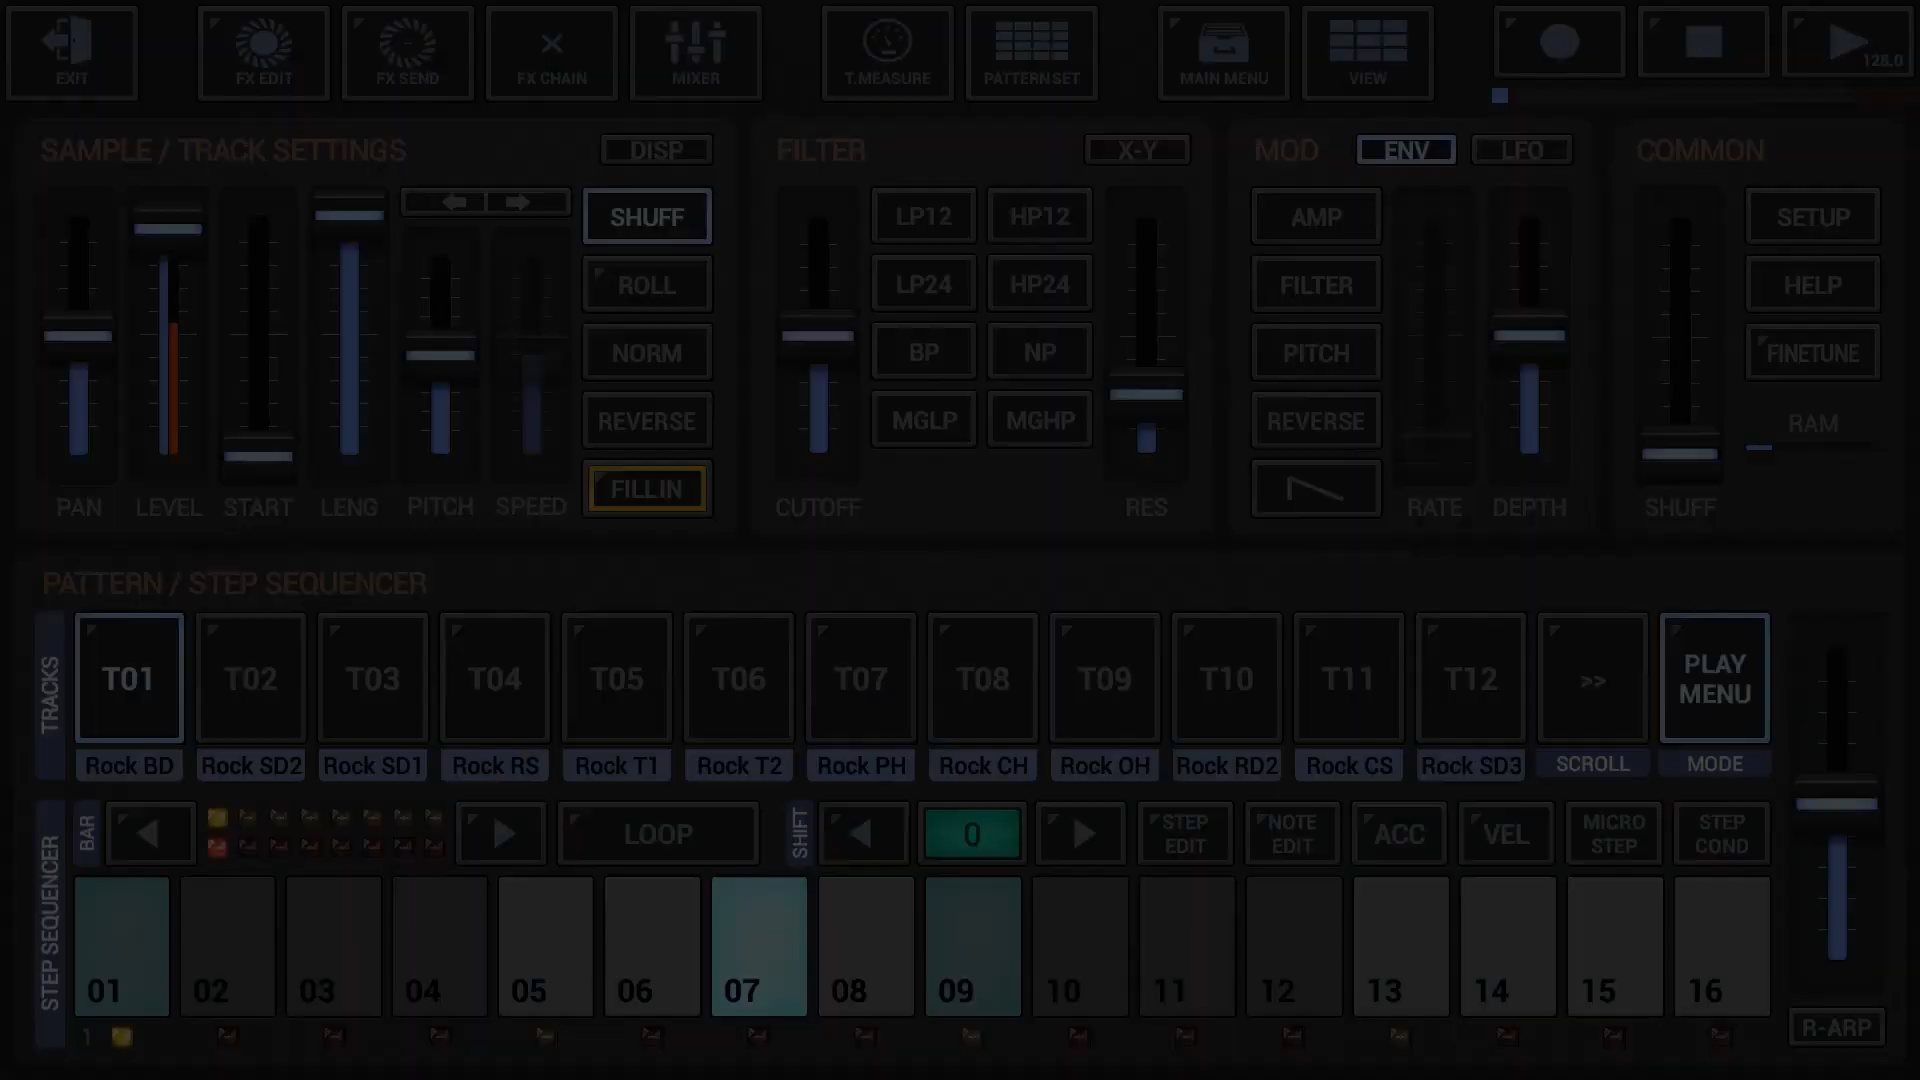 EXIT
FX EDIT
FX SEND
FX CHAIN
MIXER
T.MEASURE
PATTERN SET
MAIN MENU
VIEW
128.0
SAMPLE / TRACK SETTINGS
DISP
FILTER
X-Y
MOD
ENV
LFO
COMMON
SHUFF
LP12
HP12
AMP
SETUP
ROLL
LP24
HP24
FILTER
HELP
NORM
BP
NP
PITCH
FINETUNE
REVERSE
MGLP
MGHP
REVERSE
RAM
FILL IN
PAN
LEVEL
START
LENG
PITCH
SPEED
CUTOFF
RES
RATE
DEPTH
SHUFF
PATTERN / STEP SEQUENCER
TRACKS
T01
T02
T03
T04
T05
T06
T07
T08
T09
T10
T11
T12
>>
PLAY
MENU
Rock BD
Rock SD2
Rock SD1
Rock RS
Rock T1
Rock T2
Rock PH
Rock CH
Rock OH
Rock RD2
Rock CS
Rock SD3
SCROLL
MODE
STEP SEQUENCER
BAR
LOOP
SHIFT
0
STEP
EDIT
NOTE
EDIT
ACC
VEL
MICRO
STEP
STEP
COND
01
02
03
04
05
06
07
08
09
10
11
12
13
14
15
16
1
R-ARP